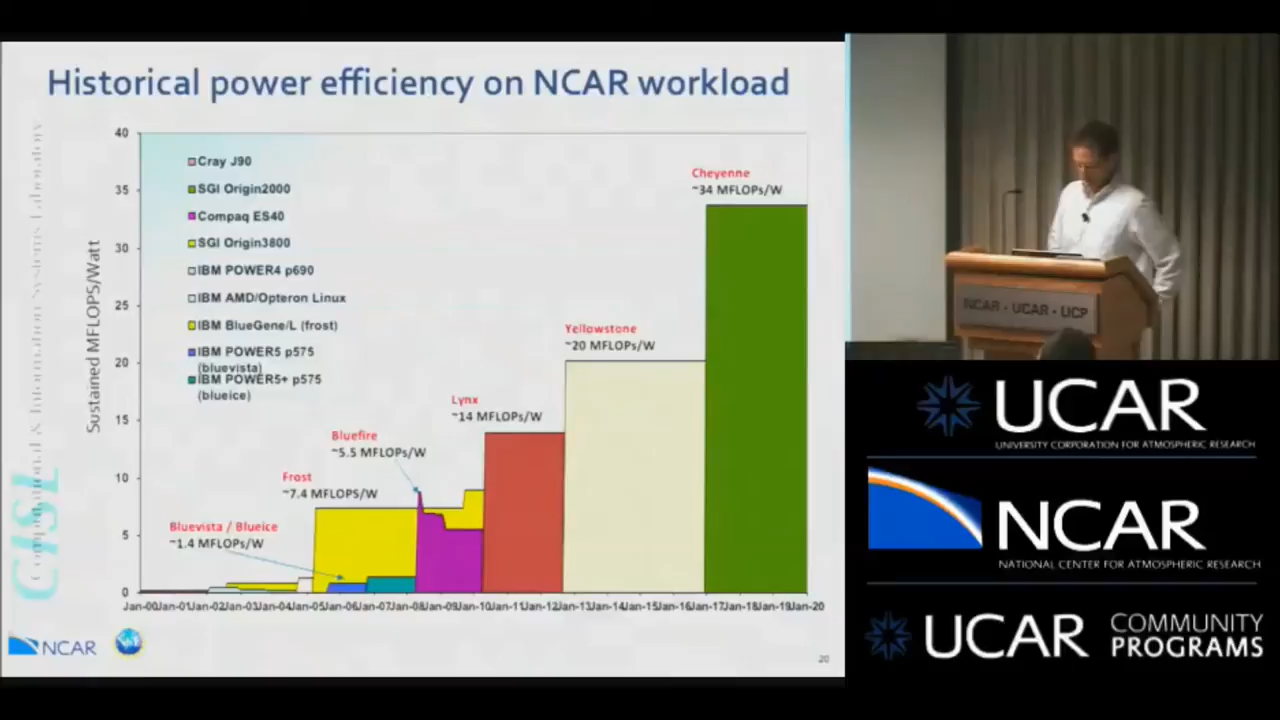 Historical power efficiency on NCAR workload
Computational & Information Systems Laboratory
CISL
Sustained MFLOPS/Watt
40
35
30
25
20
15
10
5
0
Cray J90
SGI Origin2000
Compaq ES40
SGI Origin3800
IBM POWER4 p690
IBM AMD/Opteron Linux
IBM BlueGene/L (frost)
IBM POWER5 p575
(bluevista)
IBM POWER5+ p575
(blueice)
Cheyenne
~34 MFLOPs/W
Yellowstone
~20 MFLOPs/W
Lynx
~14 MFLOPs/W
Bluefire
~5.5 MFLOPs/W
Frost
~7.4 MFLOPS/W
Bluevista / Blueice
~1.4 MFLOPs/W
Jan-00 Jan-01 Jan-02 Jan-03 Jan-04 Jan-05 Jan-06 Jan-07 Jan-08 Jan-09 Jan-10 Jan-11 Jan-12 Jan-13 Jan-14 Jan-15 Jan-16 Jan-17 Jan-18 Jan-19 Jan-20
NCAR
20
NCAR - UCAR - UCP
UCAR
UNIVERSITY CORPORATION FOR ATMOSPHERIC RESEARCH
NCAR
NATIONAL CENTER FOR ATMOSPHERIC RESEARCH
UCAR COMMUNITY
PROGRAMS